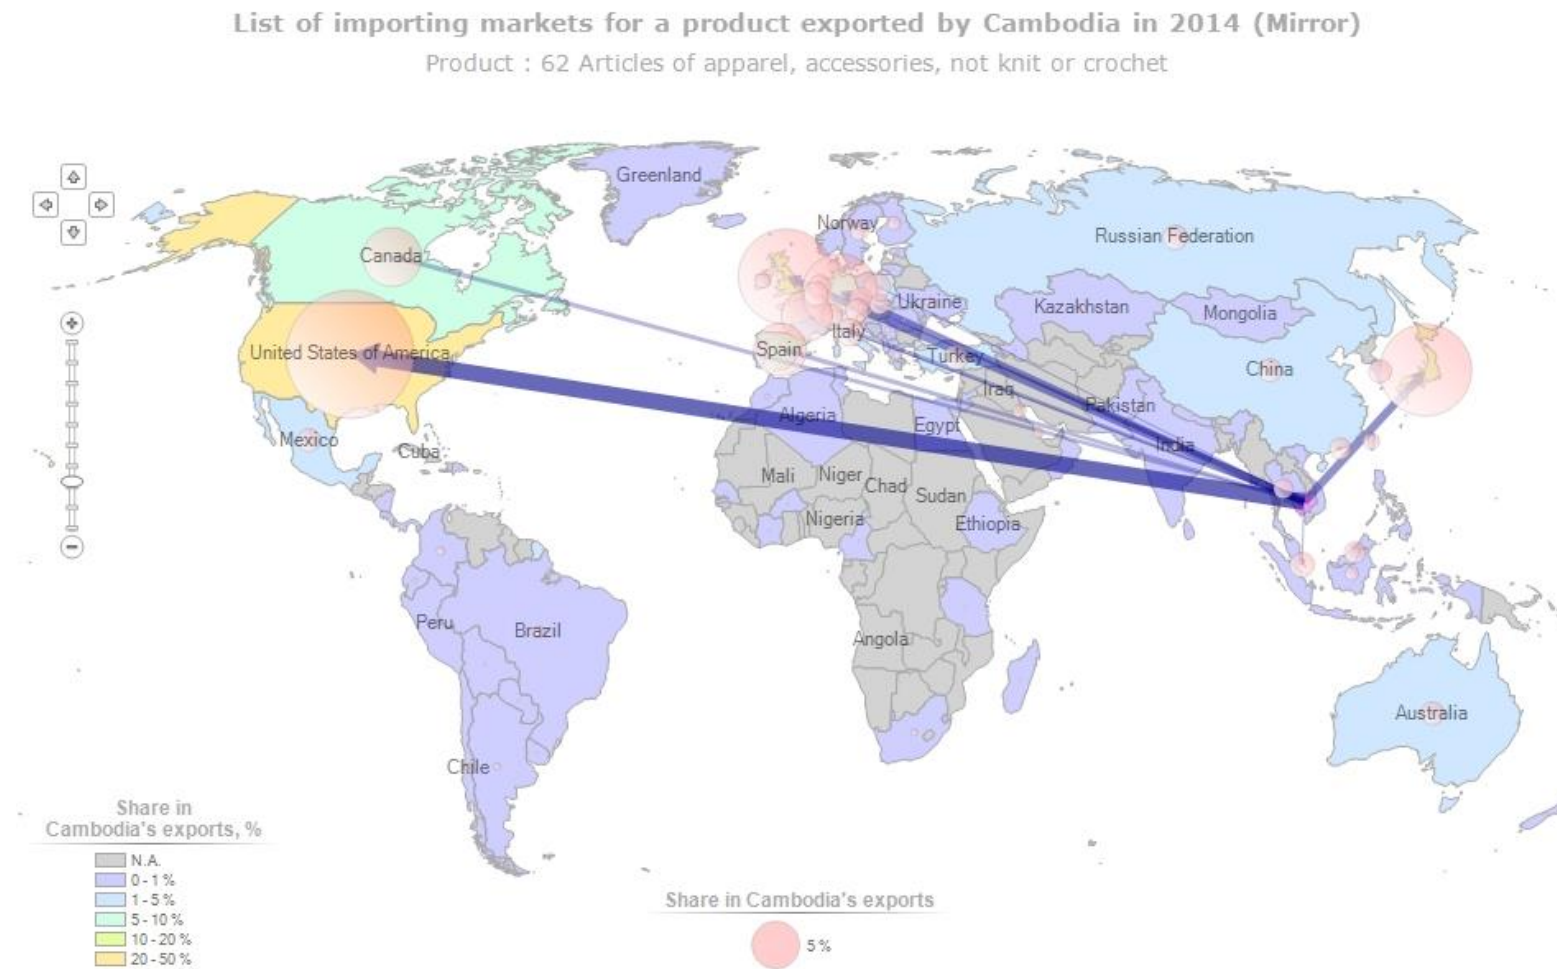 List of importing markets for a product exported by Cambodia in 2014 (Mirror)
Product : 62 Articles of apparel, accessories, not knit or crochet
Greenland
Norway
Canada
Russian Federation
Ukraine
Kazakhstan
Mongolia
Italy
United States of America
Spain
Turkey
China
Iraq
Pakistan
Algeria
Egypt
Mexico
Cuba
India
Mali
Niger
Chad
Sudan
Nigeria
Ethiopia
Peru
Brazil
Angola
Australia
Chile
Share in
Cambodia's exports, %
N.A.
0 - 1 %
1 - 5 %
5 - 10 %
10 - 20 %
20 - 50 %
Share in Cambodia's exports
5 %